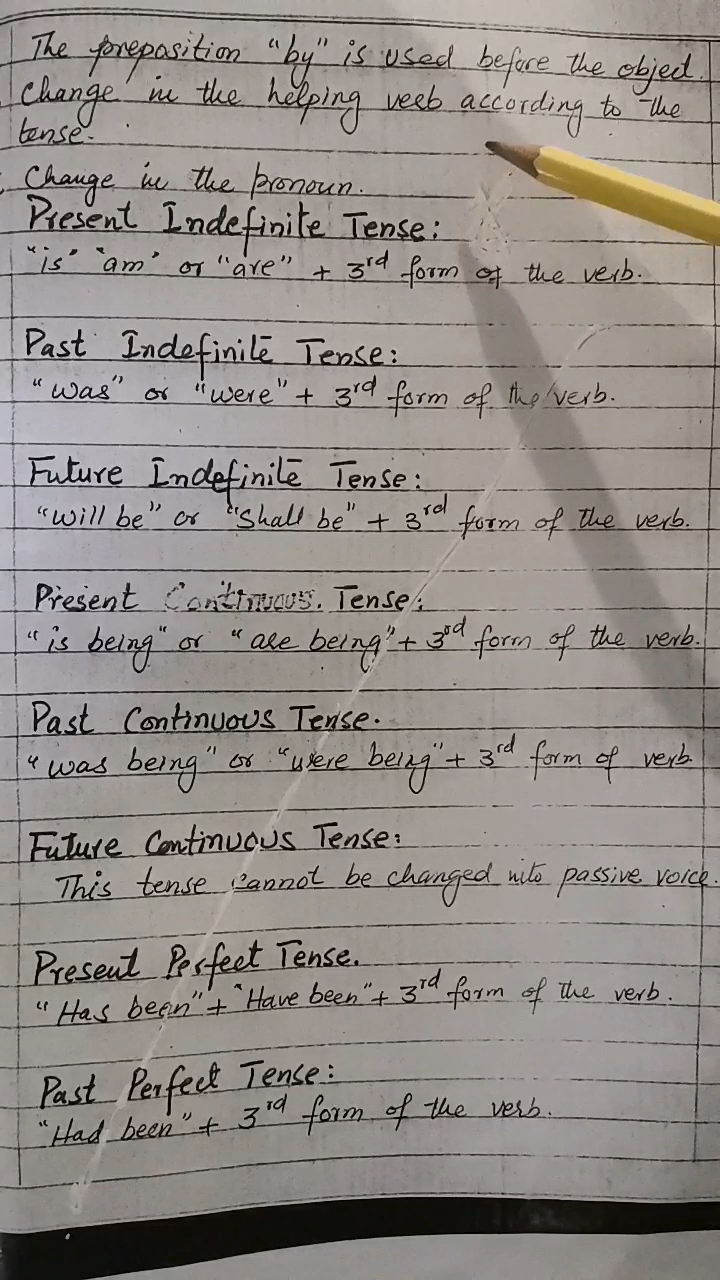 The preposition "by" is used before the object.
Change in the helping verb according to the
tense.
Change in the pronoun.
Present Indefinite Tense:
"is" "am" or "are" + 3rd form of the verb.
Past Indefinite Tense:
"was" or "were" + 3rd form of the verb.
Future Indefinite Tense:
"will be" or "Shall be" + 3rd form of the verb.
Present Continuous. Tense:
"is being" or "are being" + 3rd form of the verb.
Past Continuous Tense.
"was being" or "were being" + 3rd form of verb
Future Continuous Tense:
This tense cannot be changed into passive voice.
Present Perfect Tense.
"Has been" + "Have been" + 3rd form of the verb.
Past Perfect Tense:
"Had been" + 3rd form of the verb.